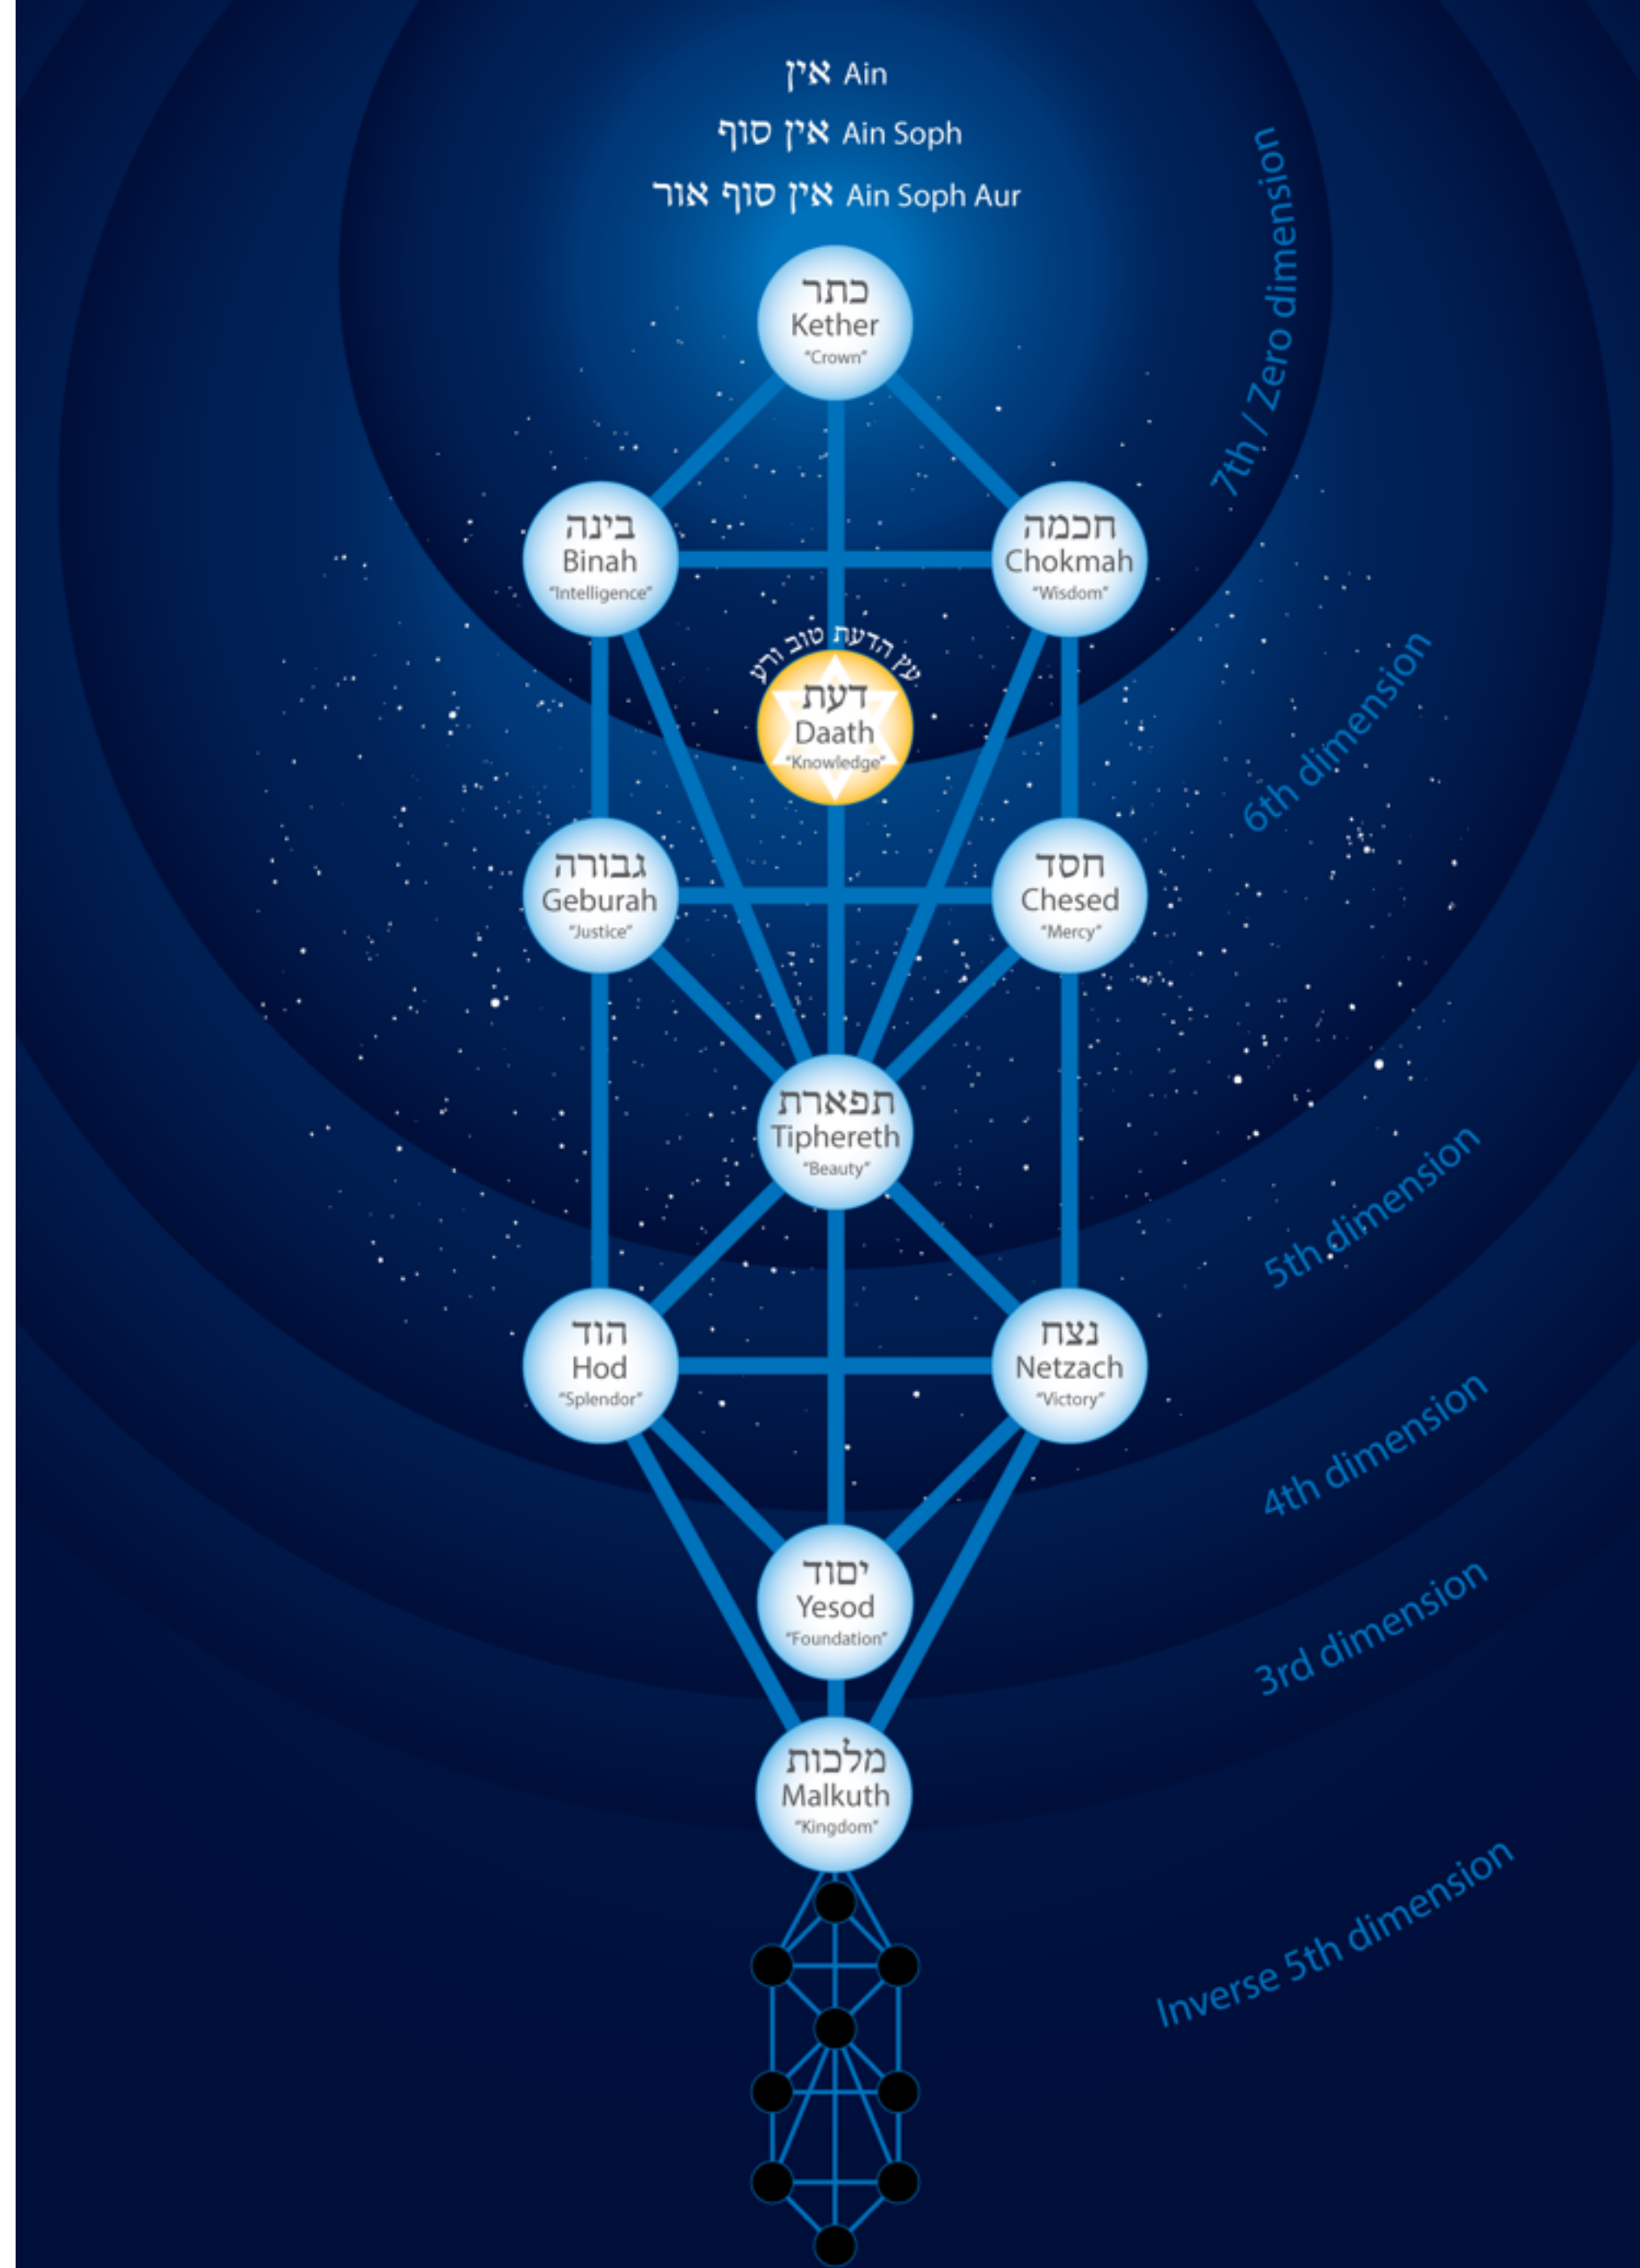 אין Ain
אין סוף Ain Soph
אין סוף אור Ain Soph Aur
כתר
Kether
“Crown”
7th / Zero dimension
בינה
Binah
“Intelligence”
חכמה
Chokmah
“Wisdom”
עץ הדעת טוב ורע
דעת
Daath
“Knowledge”
6th dimension
גבורה
Geburah
“Justice”
חסד
Chesed
“Mercy”
תפארת
Tiphereth
“Beauty”
5th dimension
הוד
Hod
“Splendor”
נצח
Netzach
“Victory”
4th dimension
יסוד
Yesod
“Foundation”
3rd dimension
מלכות
Malkuth
“Kingdom”
Inverse 5th dimension